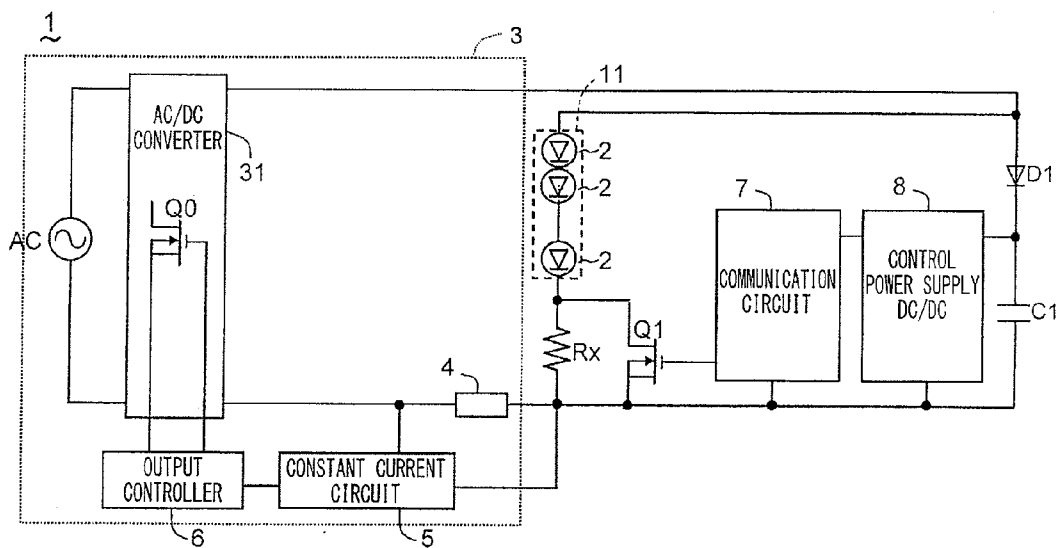 1
3
11
AC/DC
CONVERTER
31
Q0
AC
2
2
2
7
8
D1
COMMUNICATION
CIRCUIT
CONTROL
POWER SUPPLY
DC/DC
C1
Q1
Rx
4
OUTPUT
CONTROLLER
CONSTANT CURRENT
CIRCUIT
6
5